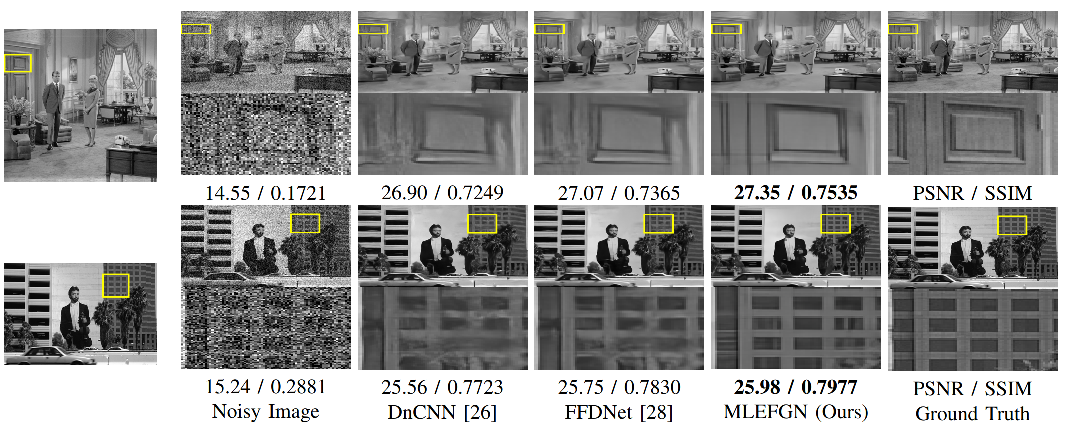 14.55 / 0.1721 26.90 / 0.7249 27.07 / 0.7365 27.35 / 0.7535 PSNR / SSIM
15.24 / 0.2881 25.56 / 0.7723 25.75 / 0.7830 25.98 / 0.7977 PSNR / SSIM
Noisy Image DnCNN [26] FFDNet [28] MLEFGN (Ours) Ground Truth